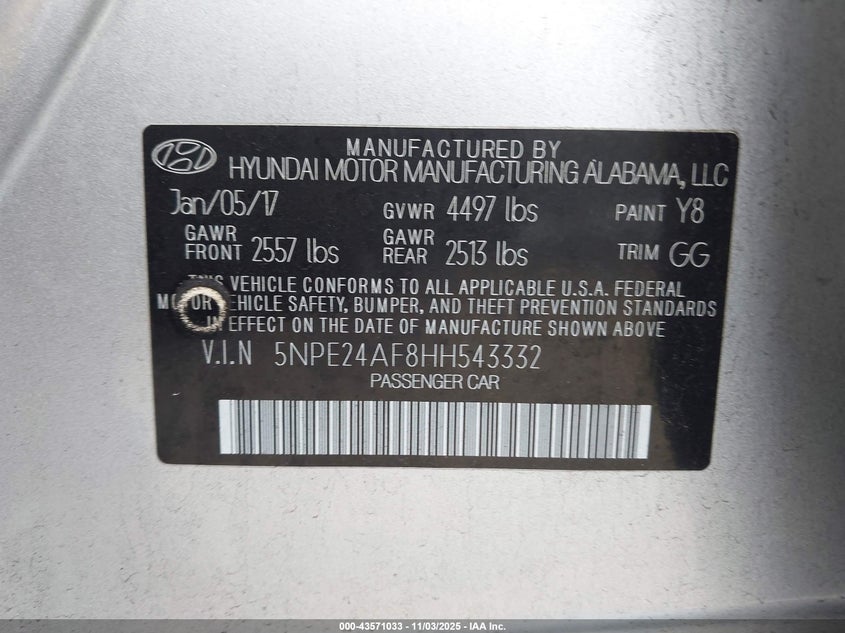 MANUFACTURED BY
HYUNDAI MOTOR MANUFACTURING ALABAMA, LLC
Jan/05/17 GVWR 4497 lbs PAINT Y8
GAWR FRONT 2557 lbs GAWR REAR 2513 lbs TRIM GG
THIS VEHICLE CONFORMS TO ALL APPLICABLE U.S.A. FEDERAL
MOTOR VEHICLE SAFETY, BUMPER, AND THEFT PREVENTION STANDARDS
IN EFFECT ON THE DATE OF MANUFACTURE SHOWN ABOVE
V.I.N 5NPE24AF8HH543332
PASSENGER CAR
000-43571033 - 11/03/2025 - IAA Inc.